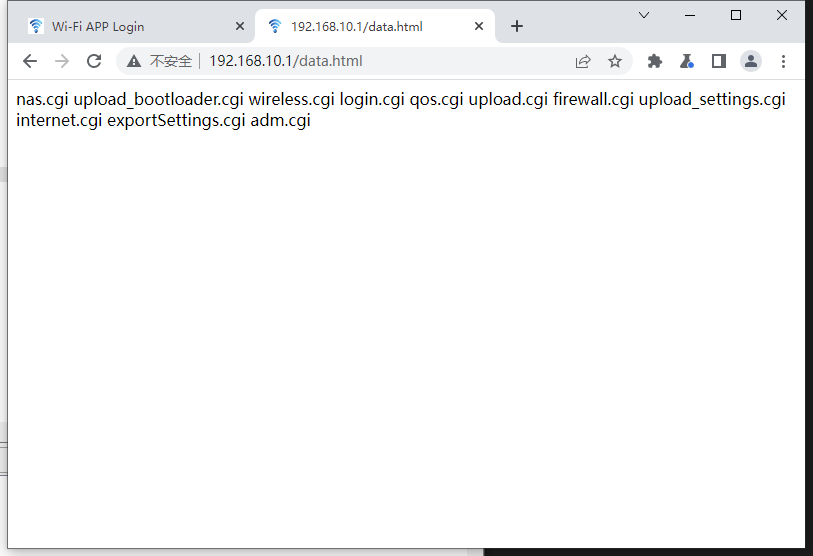 Wi-Fi APP Login
192.168.10.1/data.html
不安全
192.168.10.1/data.html
nas.cgi upload_bootloader.cgi wireless.cgi login.cgi qos.cgi upload.cgi firewall.cgi upload_settings.cgi
internet.cgi exportSettings.cgi adm.cgi